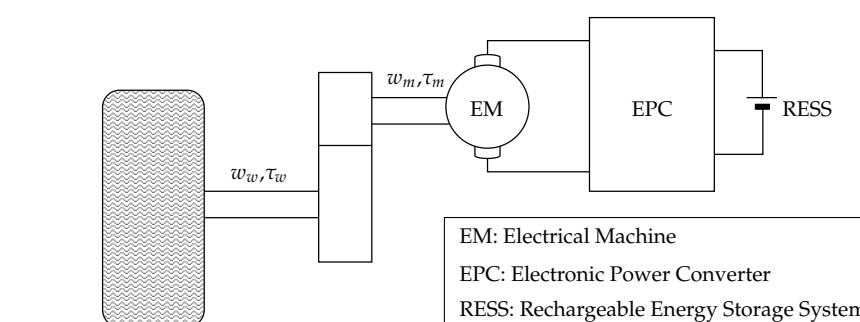 w_m,τ_m
EM
EPC
RESS
w_w,τ_w
EM: Electrical Machine
EPC: Electronic Power Converter
RESS: Rechargeable Energy Storage System